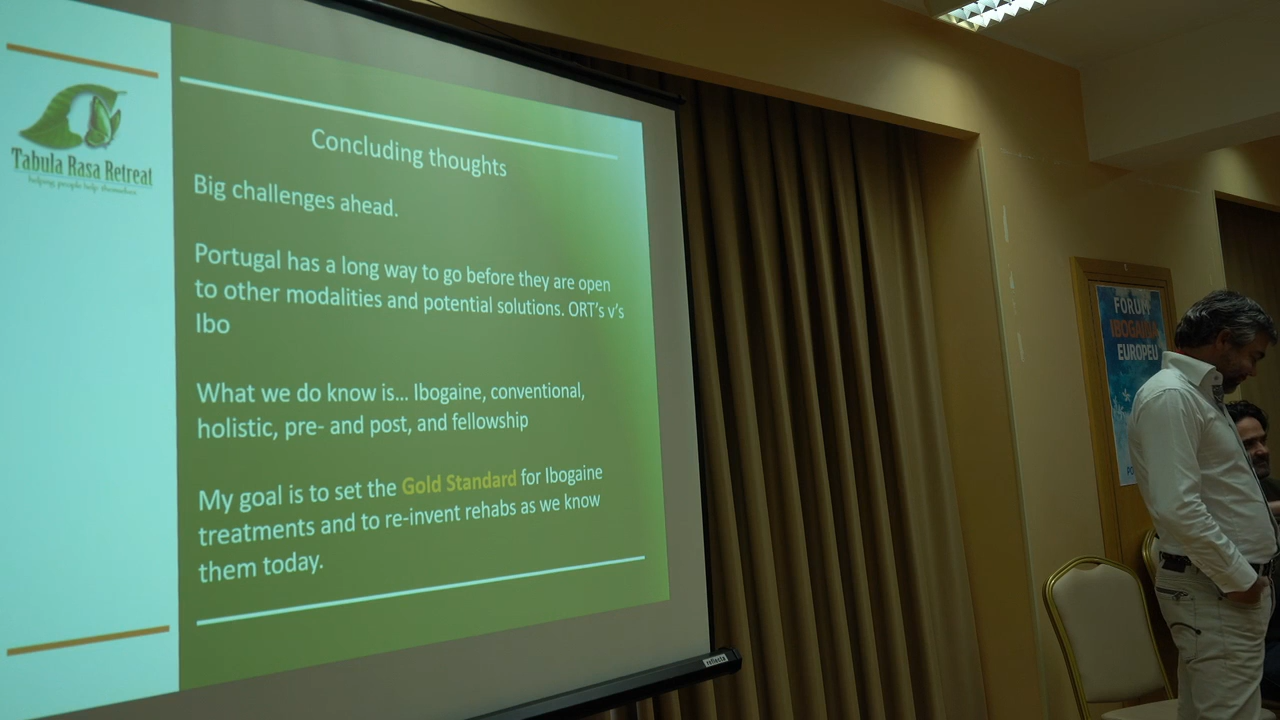 Tabula Rasa Retreat
helping people help themselves
Concluding thoughts
Big challenges ahead.
Portugal has a long way to go before they are open
to other modalities and potential solutions. ORT's v's
Ibo
What we do know is... Ibogaine, conventional,
holistic, pre- and post, and fellowship
My goal is to set the Gold Standard for Ibogaine
treatments and to re-invent rehabs as we know
them today.
reflecta
FÓRUM
IBOGAINA
EUROPEU